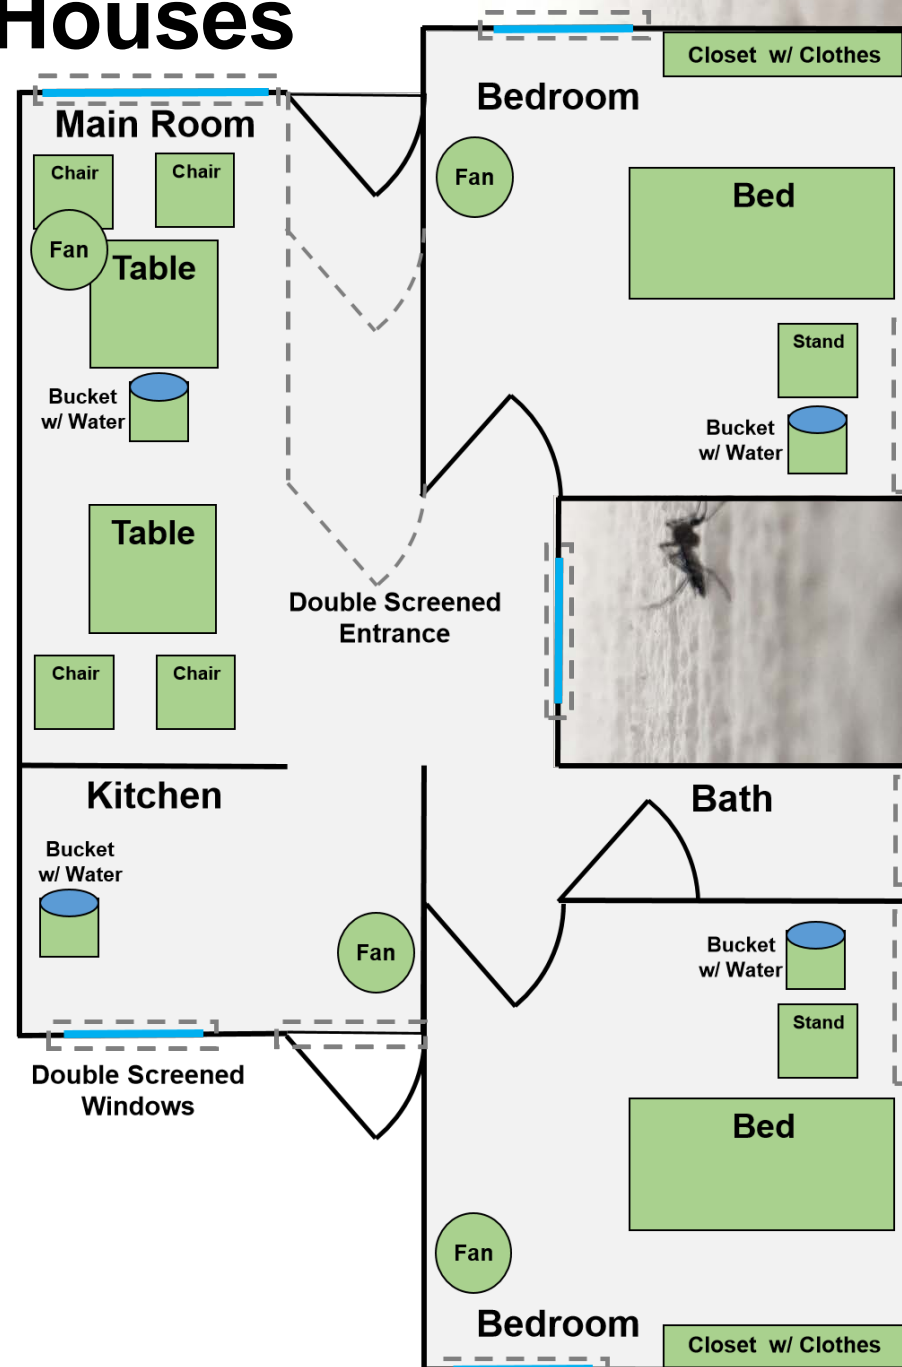 Houses
Closet w/ Clothes
Bedroom
Main Room
Chair
Chair
Fan
Fan
Bed
Table
Stand
Bucket
w/ Water
Bucket
w/ Water
Table
Double Screened
Entrance
Chair
Chair
Kitchen
Bath
Bucket
w/ Water
Fan
Bucket
w/ Water
Stand
Double Screened
Windows
Bed
Fan
Bedroom
Closet w/ Clothes